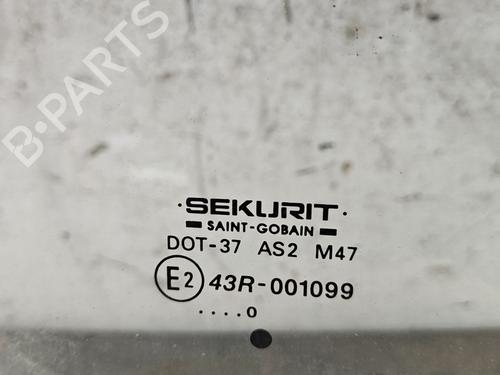 B-PARTS
·SEKURIT·
SAINT-GOBAIN
DOT-37 AS2 M47
E2 43R-001099
....0